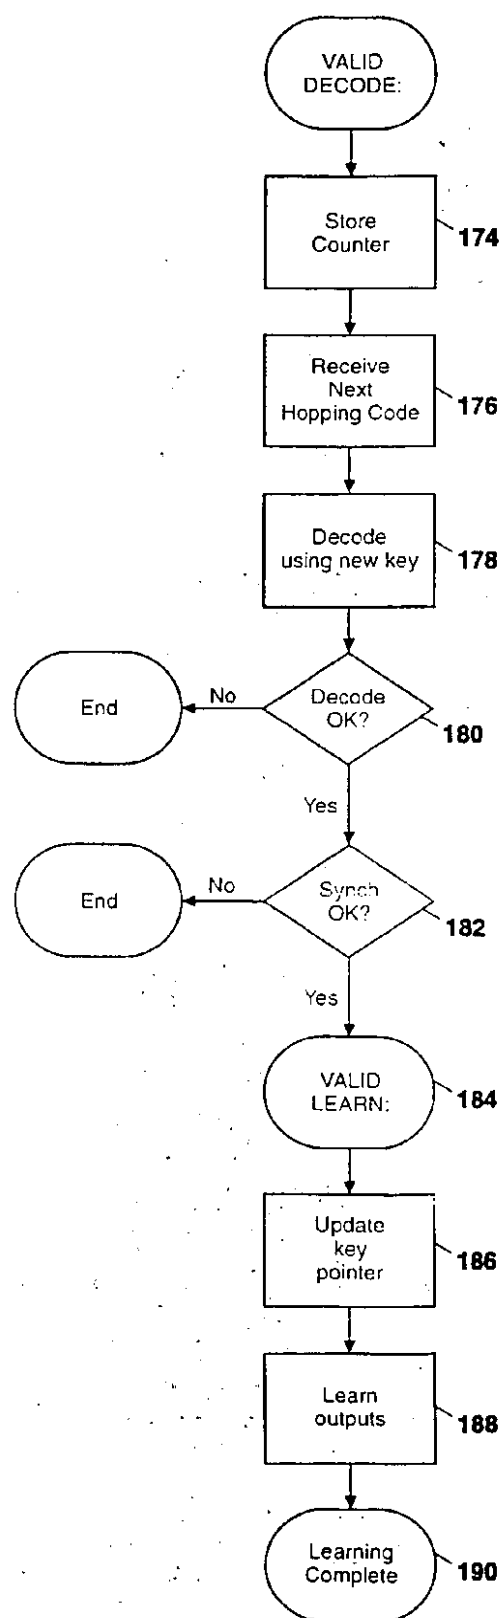 VALID
DECODE:
Store
Counter
174
Receive
Next
Hopping Code
176
Decode
using new key
178
Decode
OK?
180
No
End
Yes
Synch
OK?
182
No
End
Yes
VALID
LEARN:
184
Update
key
pointer
186
Learn
outputs
188
Learning
Complete
190